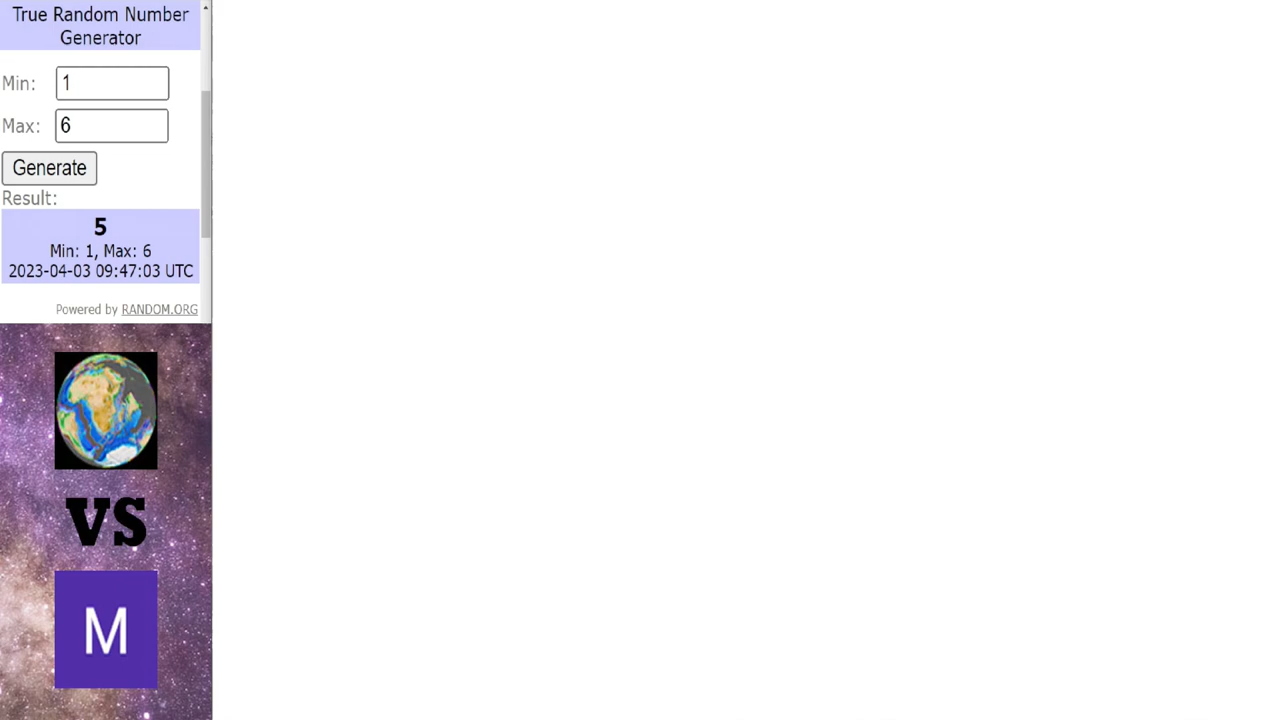 True Random Number
Generator
Min: 1
Max: 6
Generate
Result:
5
Min: 1, Max: 6
2023-04-03 09:47:03 UTC
Powered by RANDOM.ORG
VS
M